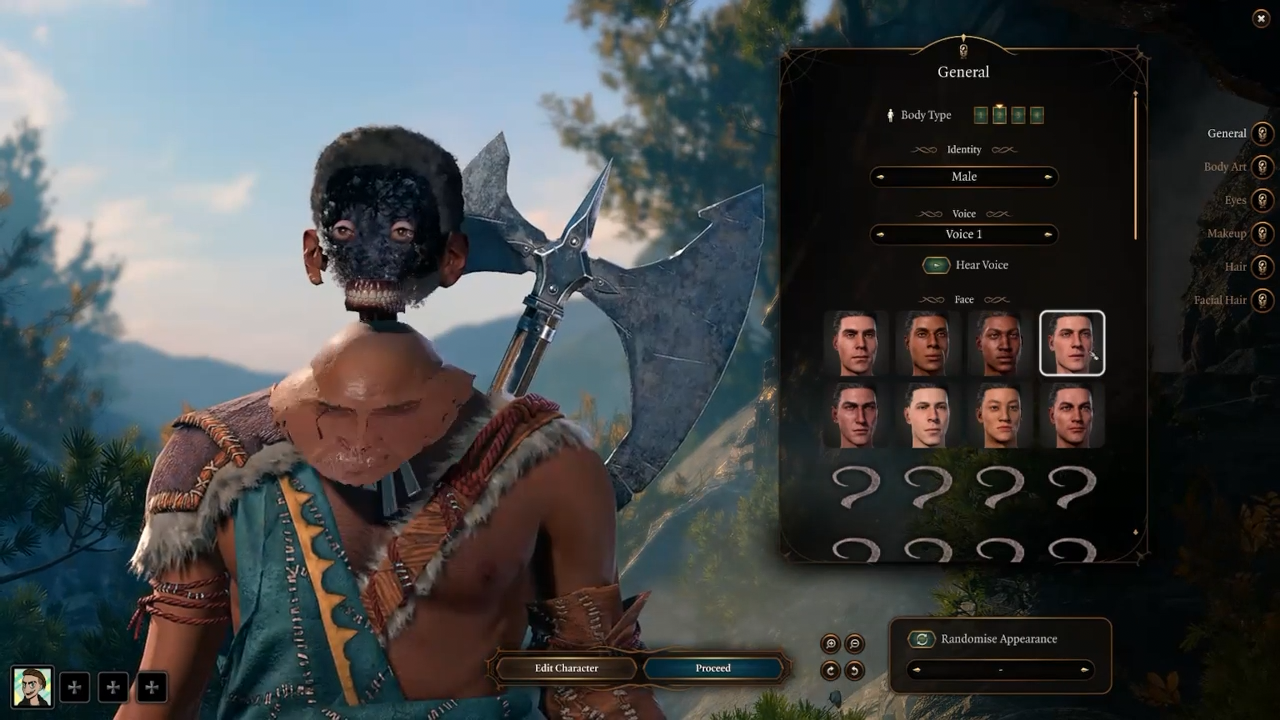 General
Body Type
Identity
Male
Voice
Voice 1
Hear Voice
Face
General
Body Art
Eyes
Makeup
Hair
Facial Hair
Randomise Appearance
-
Edit Character
Proceed